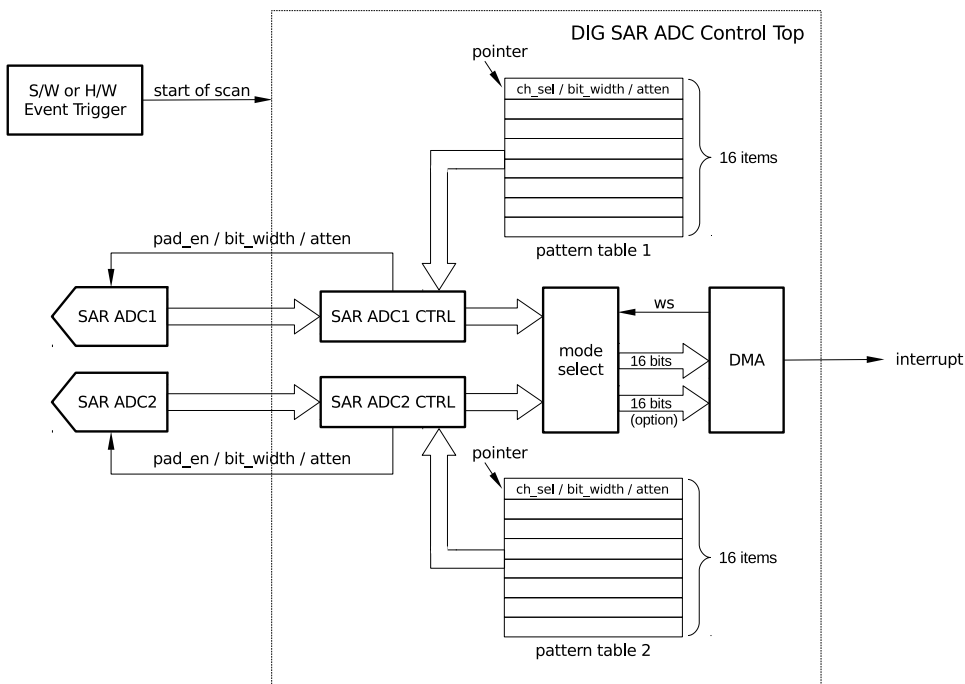 DIG SAR ADC Control Top
pointer
S/W or H/W
Event Trigger
start of scan
ch_sel / bit_width / atten
16 items
pattern table 1
pad_en / bit_width / atten
SAR ADC1
SAR ADC1 CTRL
ws
mode
select
16 bits
DMA
interrupt
SAR ADC2
SAR ADC2 CTRL
16 bits
(option)
pad_en / bit_width / atten
pointer
ch_sel / bit_width / atten
16 items
pattern table 2